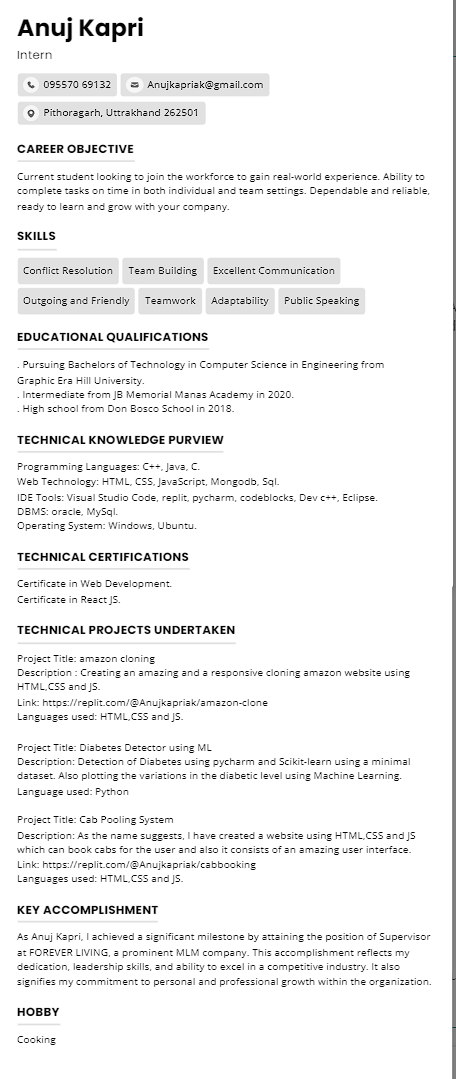 Anuj Kapri
Intern
095570 69132
Anujkapriak@gmail.com
Pithoragarh, Uttrakhand 262501
CAREER OBJECTIVE
Current student looking to join the workforce to gain real-world experience. Ability to
complete tasks on time in both individual and team settings. Dependable and reliable,
ready to learn and grow with your company.
SKILLS
Conflict Resolution
Team Building
Excellent Communication
Outgoing and Friendly
Teamwork
Adaptability
Public Speaking
EDUCATIONAL QUALIFICATIONS
. Pursuing Bachelors of Technology in Computer Science in Engineering from
Graphic Era Hill University.
. Intermediate from JB Memorial Manas Academy in 2020.
. High school from Don Bosco School in 2018.
TECHNICAL KNOWLEDGE PURVIEW
Programming Languages: C++, Java, C.
Web Technology: HTML, CSS, JavaScript, Mongodb, Sql.
IDE Tools: Visual Studio Code, replit, pycharm, codeblocks, Dev c++, Eclipse.
DBMS: oracle, MySql.
Operating System: Windows, Ubuntu.
TECHNICAL CERTIFICATIONS
Certificate in Web Development.
Certificate in React JS.
TECHNICAL PROJECTS UNDERTAKEN
Project Title: amazon cloning
Description : Creating an amazing and a responsive cloning amazon website using
HTML,CSS and JS.
Link: https://replit.com/@Anujkapriak/amazon-clone
Languages used: HTML,CSS and JS.
Project Title: Diabetes Detector using ML
Description: Detection of Diabetes using pycharm and Scikit-learn using a minimal
dataset. Also plotting the variations in the diabetic level using Machine Learning.
Language used: Python
Project Title: Cab Pooling System
Description: As the name suggests, I have created a website using HTML,CSS and JS
which can book cabs for the user and also it consists of an amazing user interface.
Link: https://replit.com/@Anujkapriak/cabbooking
Languages used: HTML,CSS and JS.
KEY ACCOMPLISHMENT
As Anuj Kapri, I achieved a significant milestone by attaining the position of Supervisor
at FOREVER LIVING, a prominent MLM company. This accomplishment reflects my
dedication, leadership skills, and ability to excel in a competitive industry. It also
signifies my commitment to personal and professional growth within the organization.
HOBBY
Cooking